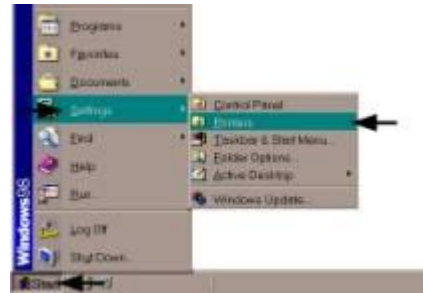 Programs
Favorites
Documents
Settings
Find
Help
Run...
Log Off
Shut Down...
Control Panel
Printers
Taskbar & Start Menu...
Folder Options...
Active Desktop
Windows Update...
Windows98
Start